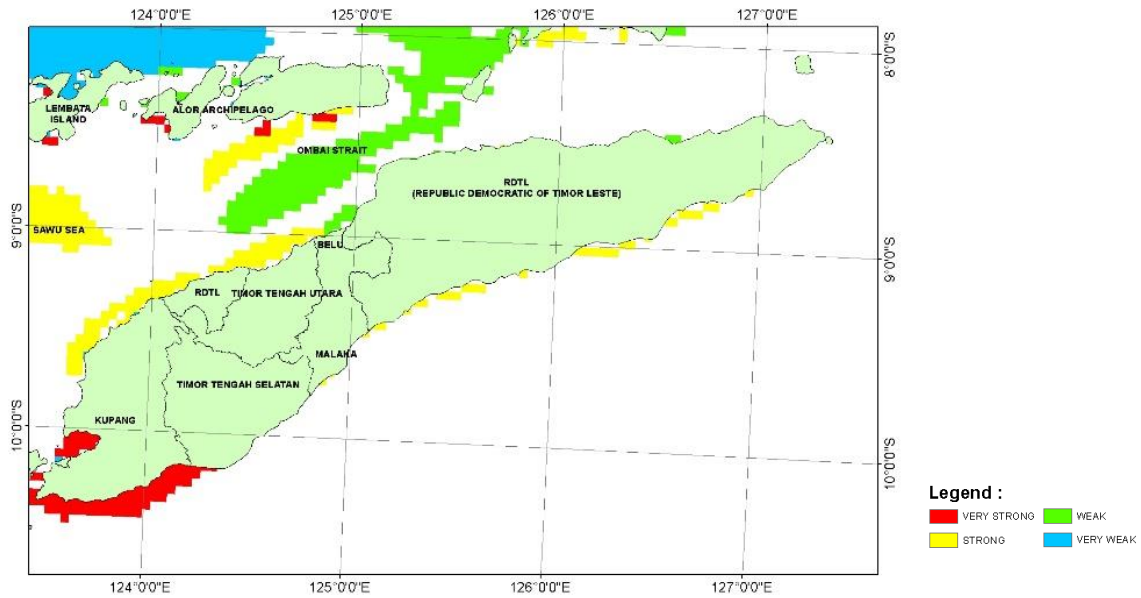 124°0'0"E 125°0'0"E 126°0'0"E 127°0'0"E
8°0'0"S
LEMBATA
ISLAND
ALOR ARCHIPELAGO
OMBAI STRAIT
RDTL
(REPUBLIC DEMOCRATIC OF TIMOR LESTE)
9°0'0"S
SAWU SEA
BELU
9°0'0"S
RDTL
TIMOR TENGAH UTARA
MALAKA
TIMOR TENGAH SELATAN
KUPANG
10°0'0"S
10°0'0"S
124°0'0"E 125°0'0"E 126°0'0"E 127°0'0"E
Legend :
VERY STRONG
WEAK
STRONG
VERY WEAK